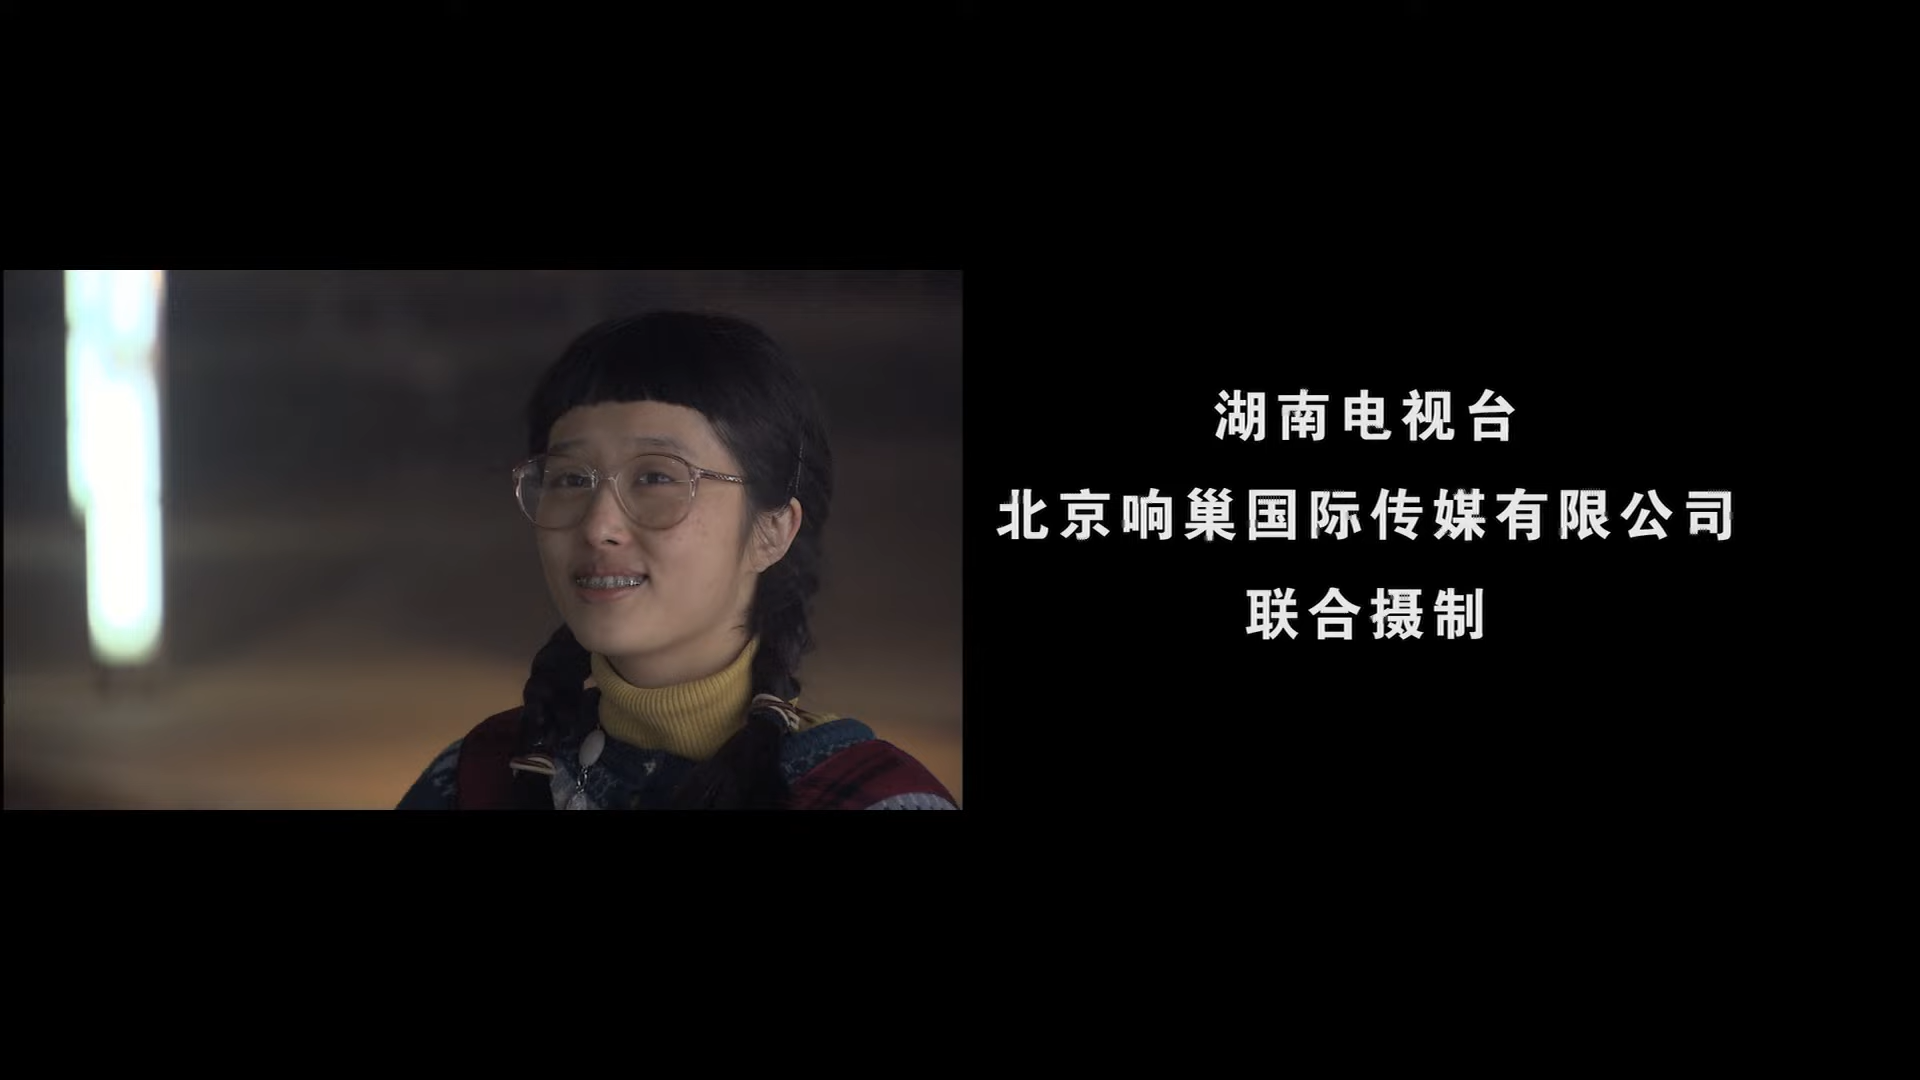 湖南电视台
北京响巢国际传媒有限公司
联合摄制